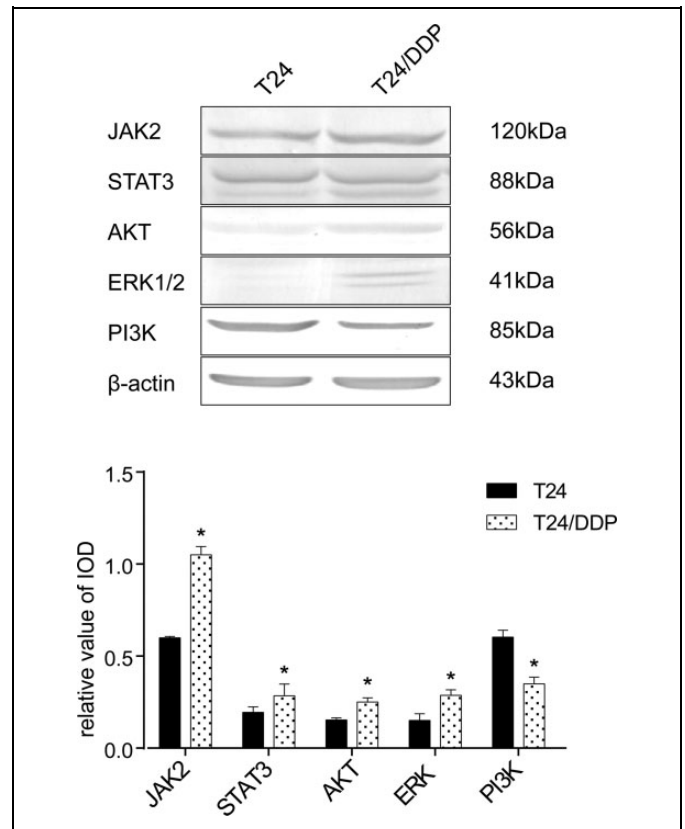 T24 T24/DDP
JAK2 120kDa
STAT3 88kDa
AKT 56kDa
ERK1/2 41kDa
PI3K 85kDa
β-actin 43kDa
1.5
1.0
0.5
0.0
relative value of IOD
T24
T24/DDP
* * * * *
JAK2 STAT3 AKT ERK PI3K